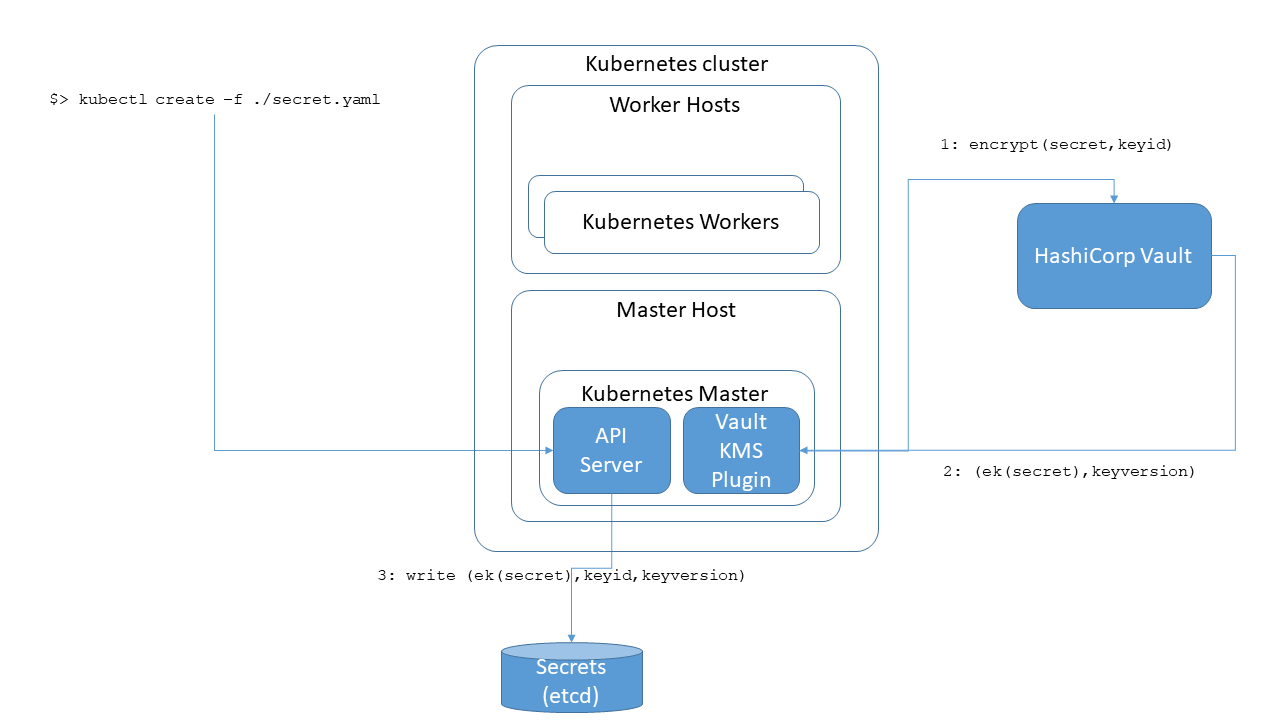 Kubernetes cluster
$> kubectl create –f ./secret.yaml
Worker Hosts
1: encrypt(secret,keyid)
Kubernetes Workers
HashiCorp Vault
Master Host
Kubernetes Master
API
Server
Vault
KMS
Plugin
2: (ek(secret),keyversion)
3: write (ek(secret),keyid,keyversion)
Secrets
(etcd)